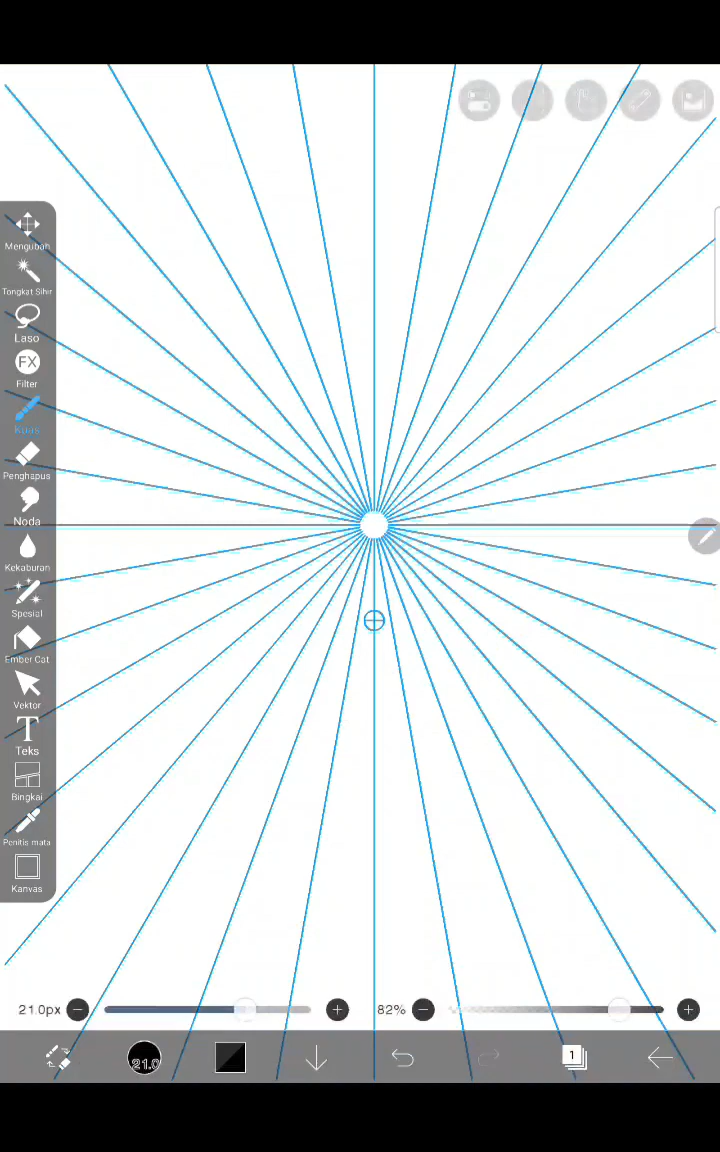 Mengubah
Tongkat Sihir
Laso
FX
Filter
Kuas
Penghapus
Noda
Kekaburan
Spesial
Ember Cat
Vektor
T
Teks
Bingkai
Penitis mata
Kanvas
21.0px
82%
21.0
1